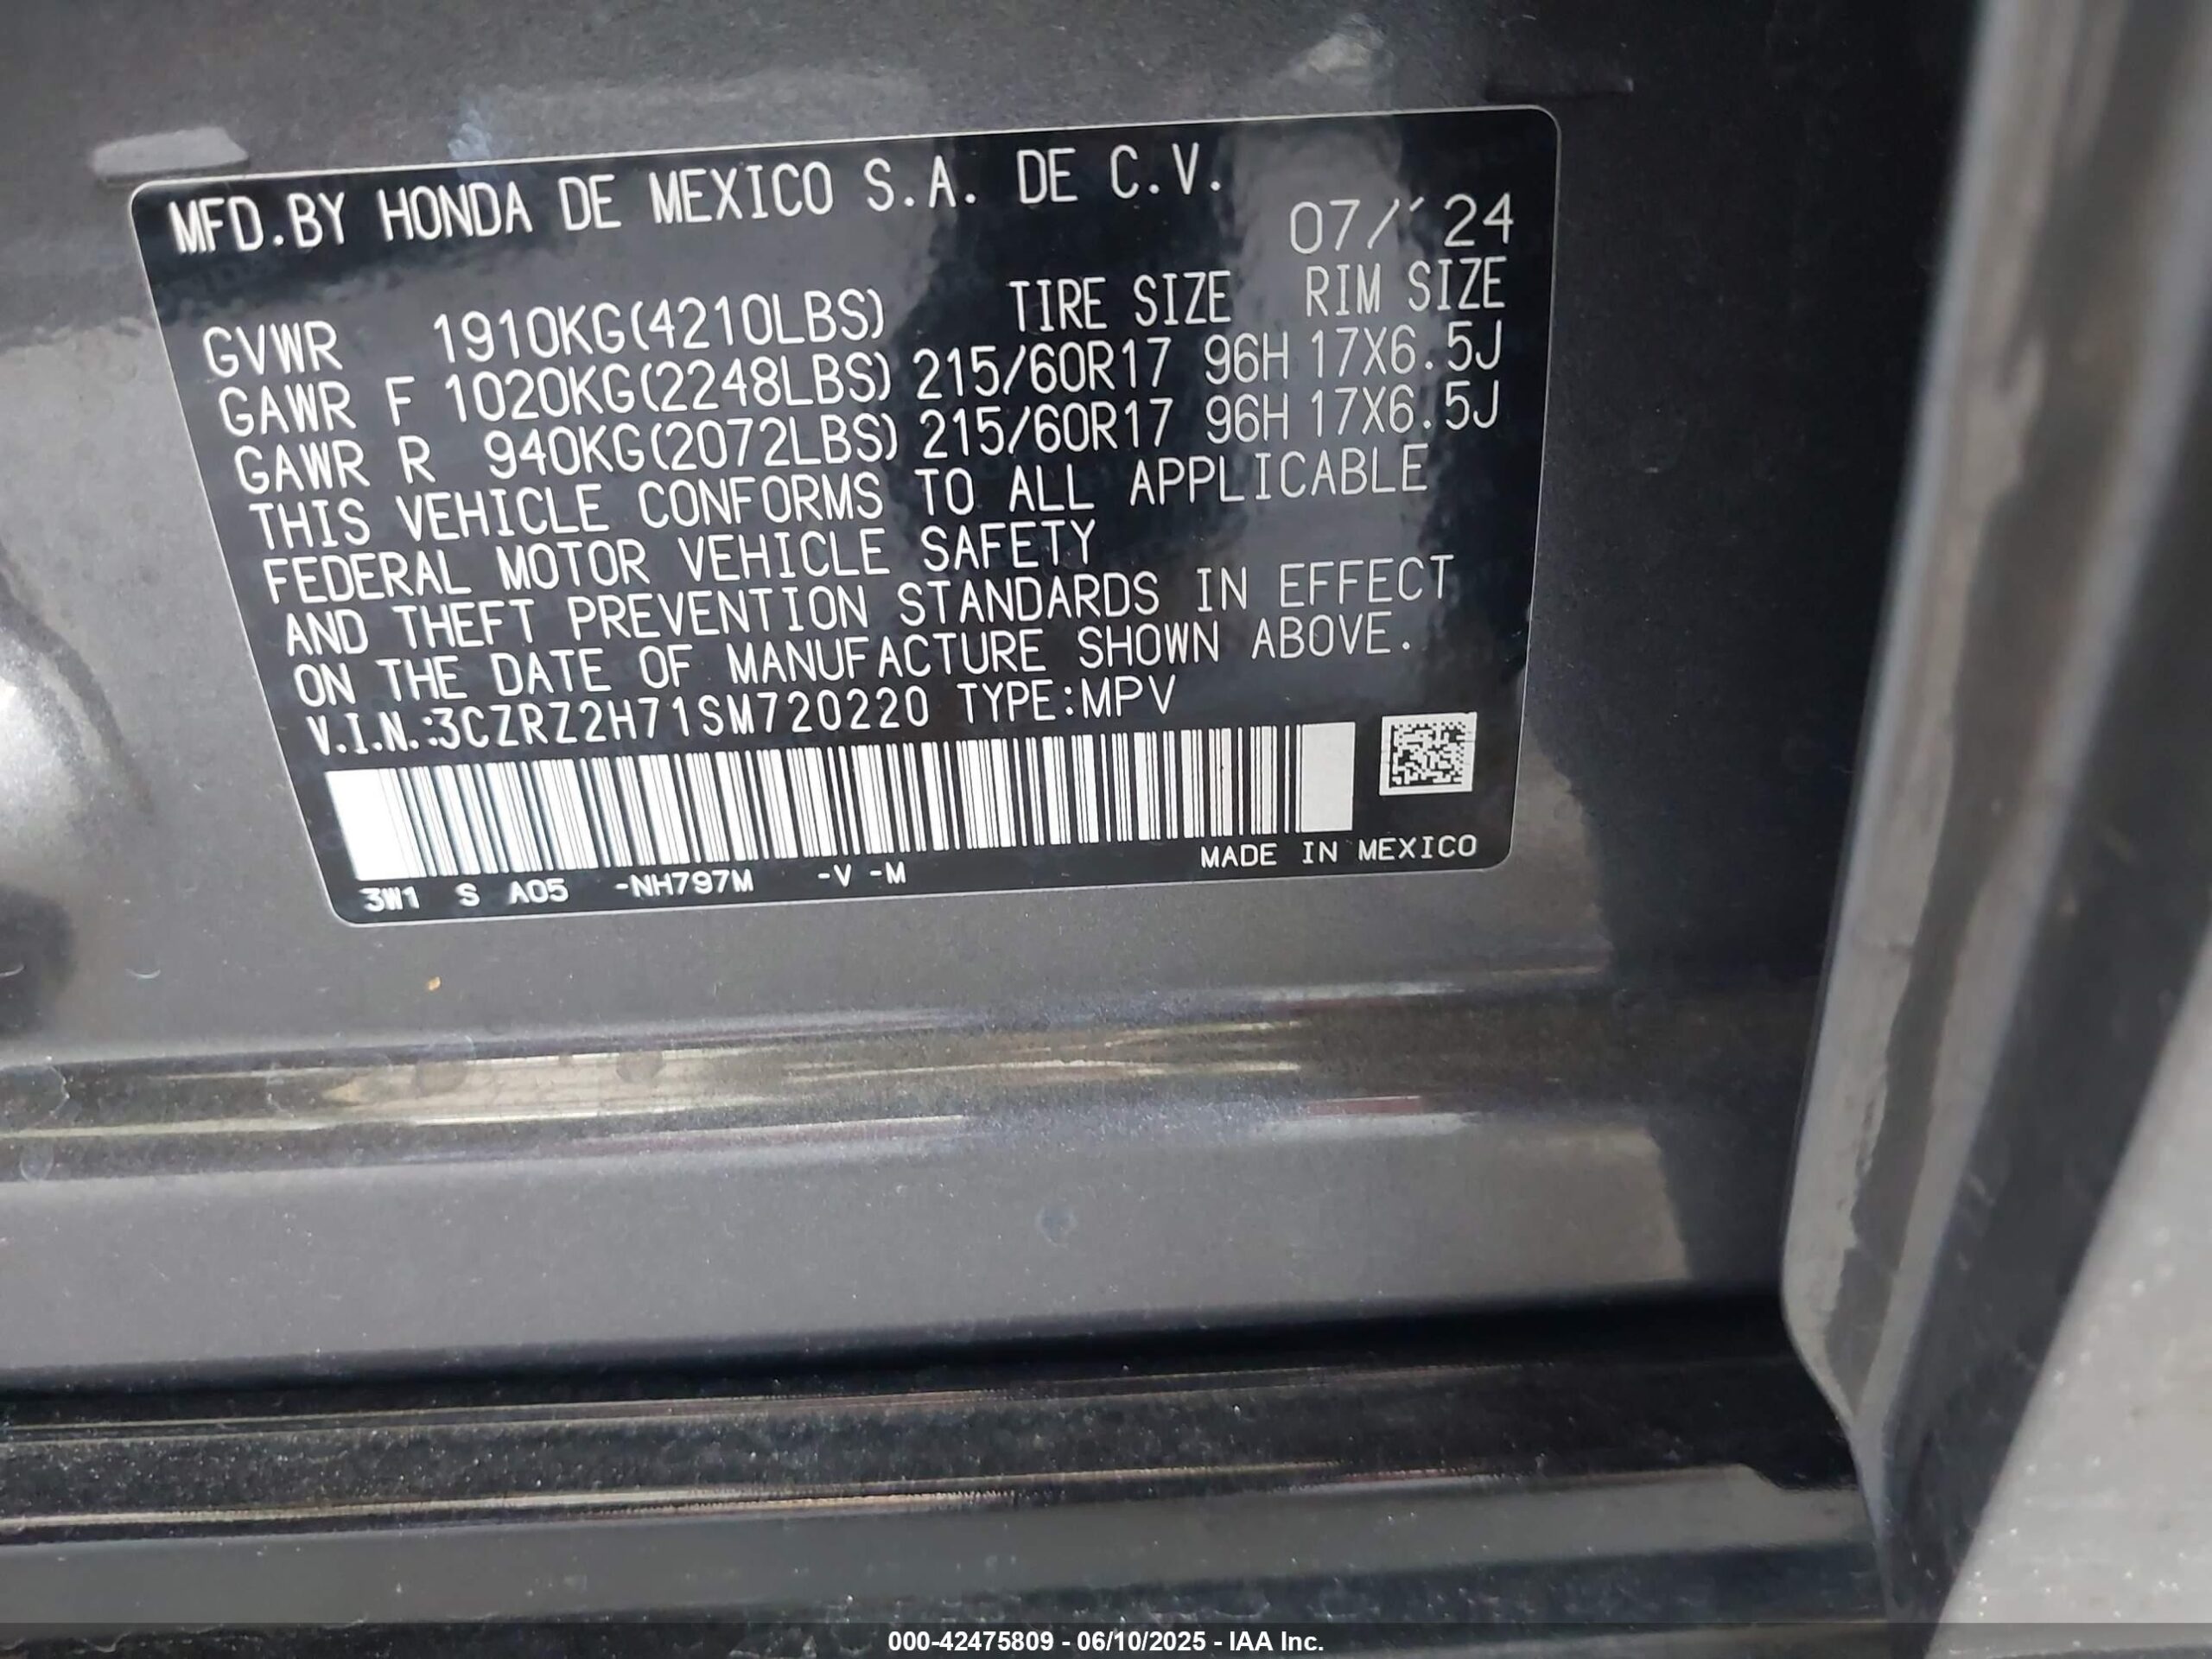 MFD.BY HONDA DE MEXICO S.A. DE C.V.
07/´24
GVWR 1910KG(4210LBS) TIRE SIZE RIM SIZE
GAWR F 1020KG(2248LBS) 215/60R17 96H 17X6.5J
GAWR R 940KG(2072LBS) 215/60R17 96H 17X6.5J
THIS VEHICLE CONFORMS TO ALL APPLICABLE
FEDERAL MOTOR VEHICLE SAFETY
AND THEFT PREVENTION STANDARDS IN EFFECT
ON THE DATE OF MANUFACTURE SHOWN ABOVE.
V.I.N.:3CZRZ2H71SM720220 TYPE:MPV
3W1 S A05 -NH797M -V -M MADE IN MEXICO
000-42475809 - 06/10/2025 - IAA Inc.